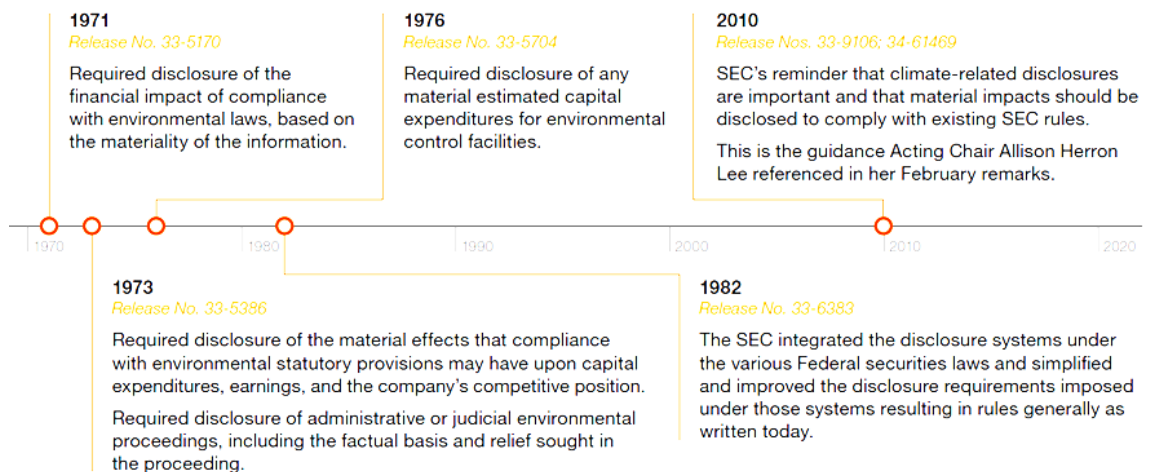 1971
Release No. 33-5170
Required disclosure of the
financial impact of compliance
with environmental laws, based on
the materiality of the information.
1976
Release No. 33-5704
Required disclosure of any
material estimated capital
expenditures for environmental
control facilities.
2010
Release Nos. 33-9106; 34-61469
SEC's reminder that climate-related disclosures
are important and that material impacts should be
disclosed to comply with existing SEC rules.
This is the guidance Acting Chair Allison Herron
Lee referenced in her February remarks.
1970
1980
1990
2000
2010
2020
1973
Release No. 33-5386
Required disclosure of the material effects that compliance
with environmental statutory provisions may have upon capital
expenditures, earnings, and the company's competitive position.
Required disclosure of administrative or judicial environmental
proceedings, including the factual basis and relief sought in
the proceeding.
1982
Release No. 33-6383
The SEC integrated the disclosure systems under
the various Federal securities laws and simplified
and improved the disclosure requirements imposed
under those systems resulting in rules generally as
written today.